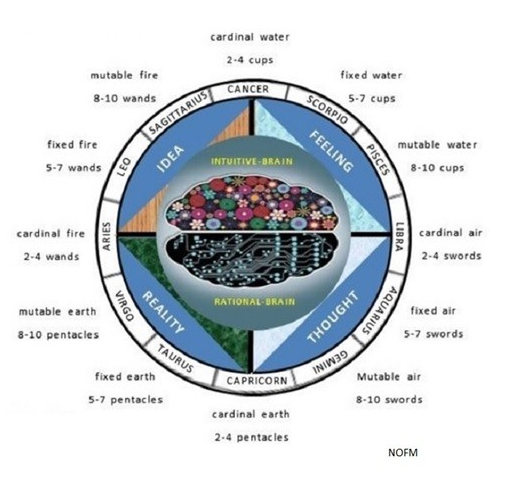 cardinal water
2-4 cups
mutable fire
8-10 wands
fixed water
5-7 cups
CANCER
SAGITTARIUS
SCORPIO
fixed fire
5-7 wands
LEO
IDEA
FEELING
PISCES
mutable water
8-10 cups
INTUITIVE-BRAIN
cardinal fire
2-4 wands
ARIES
LIBRA
cardinal air
2-4 swords
RATIONAL-BRAIN
mutable earth
8-10 pentacles
VIRGO
REALITY
THOUGHT
AQUARIUS
fixed air
5-7 swords
TAURUS
GEMINI
CAPRICORN
fixed earth
5-7 pentacles
Mutable air
8-10 swords
cardinal earth
2-4 pentacles
NOFM